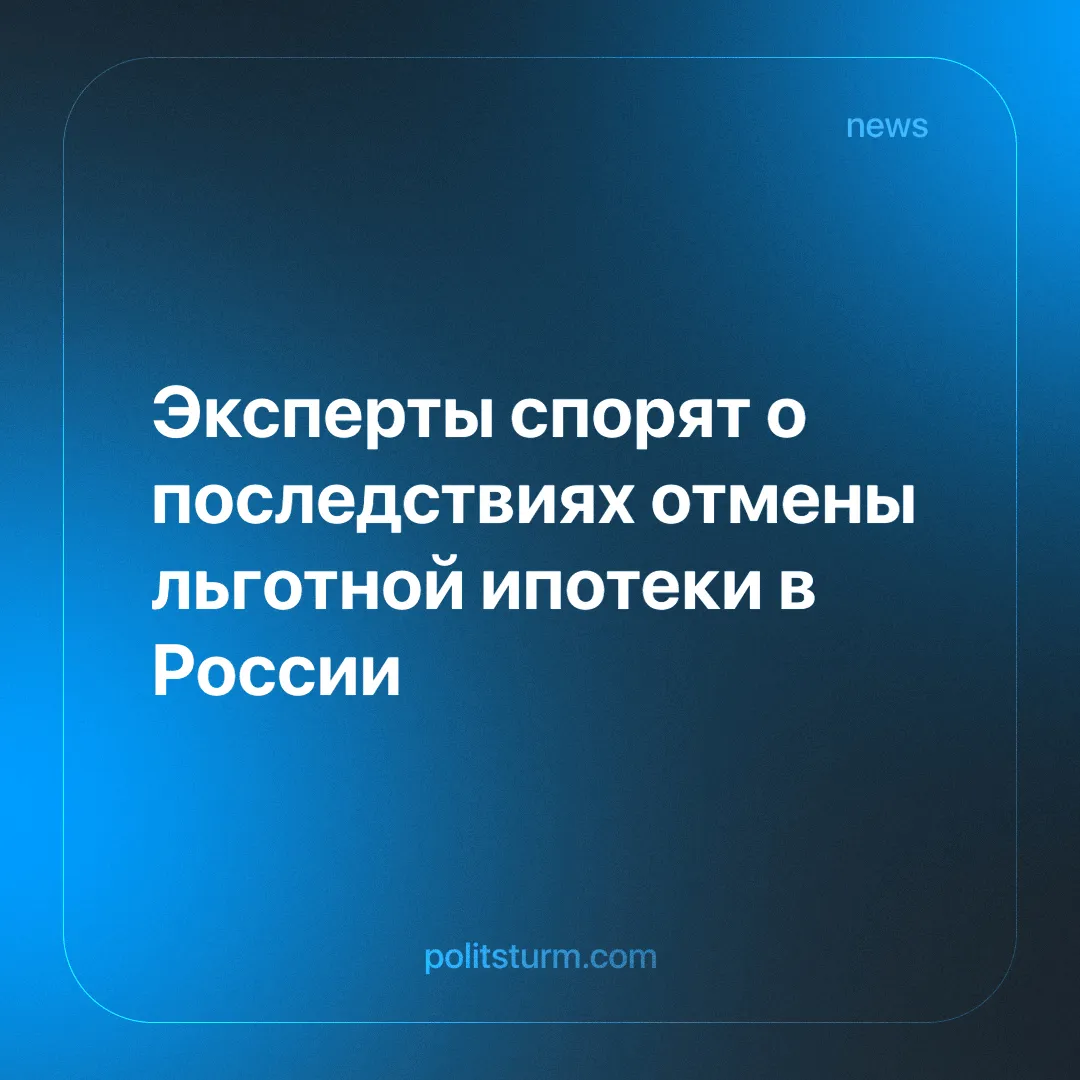 news
Эксперты спорят о
последствиях отмены
льготной ипотеки в
России
politsturm.com